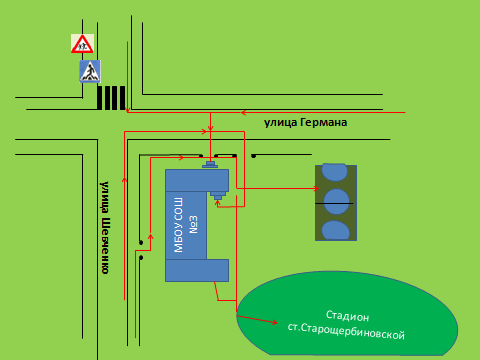 улица Германа
улица Шевченко
МБОУ СОШ
№3
Стадион
ст.Старощербиновской